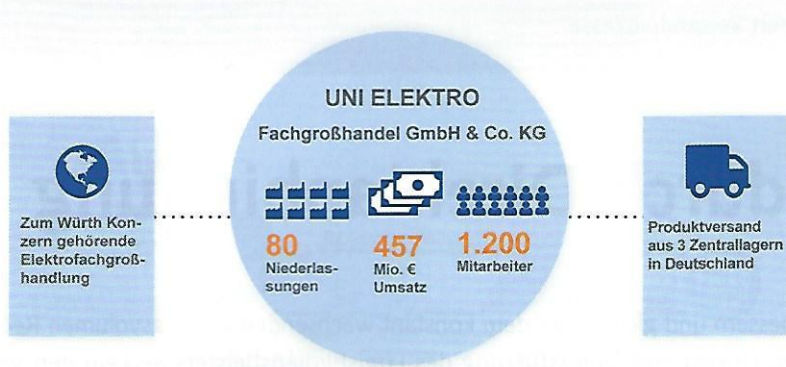 UNI ELEKTRO
Fachgroßhandel GmbH & Co. KG
Zum Würth Kon-
zern gehörende
Elektrofachgroß-
handlung
80
Niederlas-
sungen
457
Mio. €
Umsatz
1.200
Mitarbeiter
Produktversand
aus 3 Zentrallagern
in Deutschland